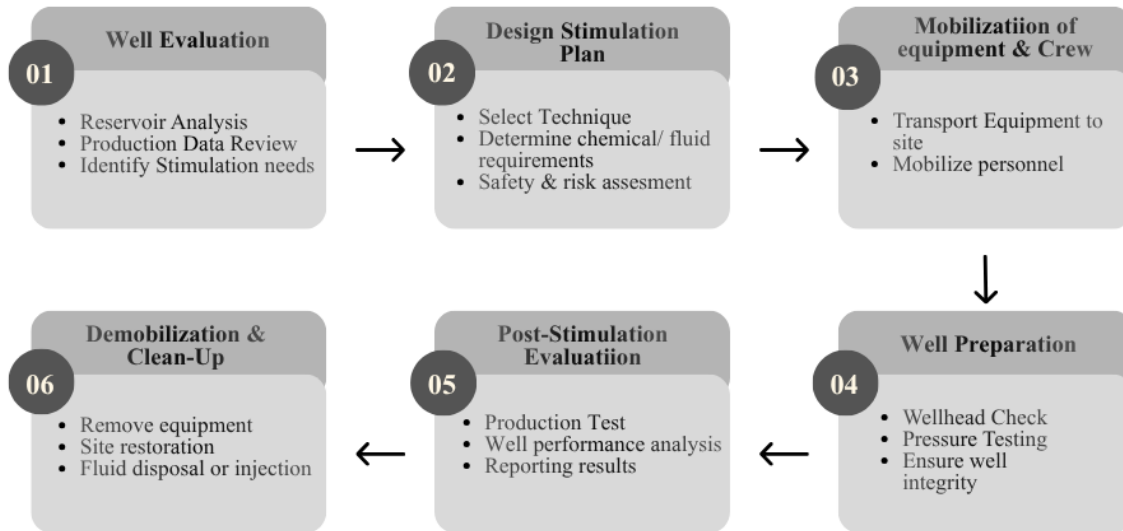 Well Evaluation
01
• Reservoir Analysis
• Production Data Review
• Identify Stimulation needs
Design Stimulation
Plan
02
• Select Technique
• Determine chemical/ fluid
requirements
• Safety & risk assesment
Mobilizatiion of
equipment & Crew
03
• Transport Equipment to
site
• Mobilize personnel
Well Preparation
04
• Wellhead Check
• Pressure Testing
• Ensure well
integrity
Post-Stimulation
Evaluatiion
05
• Production Test
• Well performance analysis
• Reporting results
Demobilization &
Clean-Up
06
• Remove equipment
• Site restoration
• Fluid disposal or injection